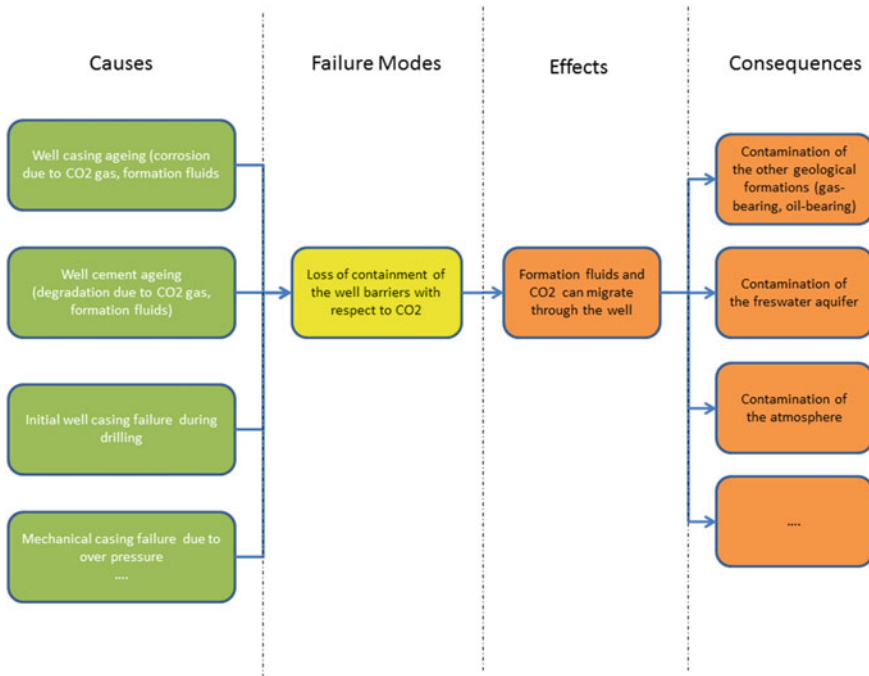 Causes
Failure Modes
Effects
Consequences
Well casing ageing (corrosion
due to CO2 gas, formation fluids
Well cement ageing
(degradation due to CO2 gas,
formation fluids)
Initial well casing failure during
drilling
Mechanical casing failure due to
over pressure
....
Loss of containment of
the well barriers with
respect to CO2
Formation fluids and
CO2 can migrate
through the well
Contamination of
the other geological
formations (gas-
bearing, oil-bearing)
Contamination of
the freswater aquifer
Contamination of
the atmosphere
....